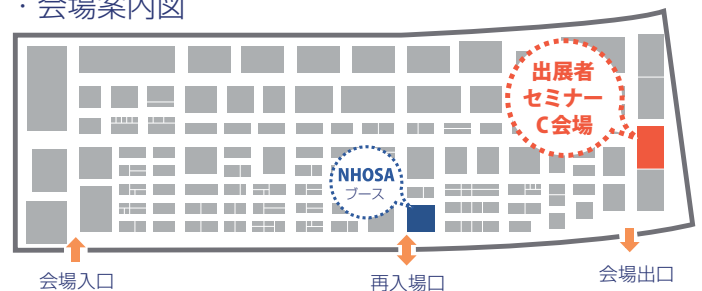 ・会場案内図
出展者
セミナー
C会場
NHOSA
ブース
会場入口
再入場口
会場出口